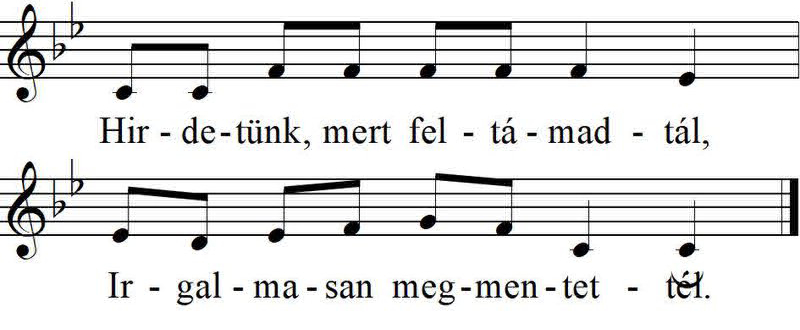 Hir - de - tünk, mert fel - tá - mad - tál,
Ir - gal - ma - san meg - men - tet - tél.